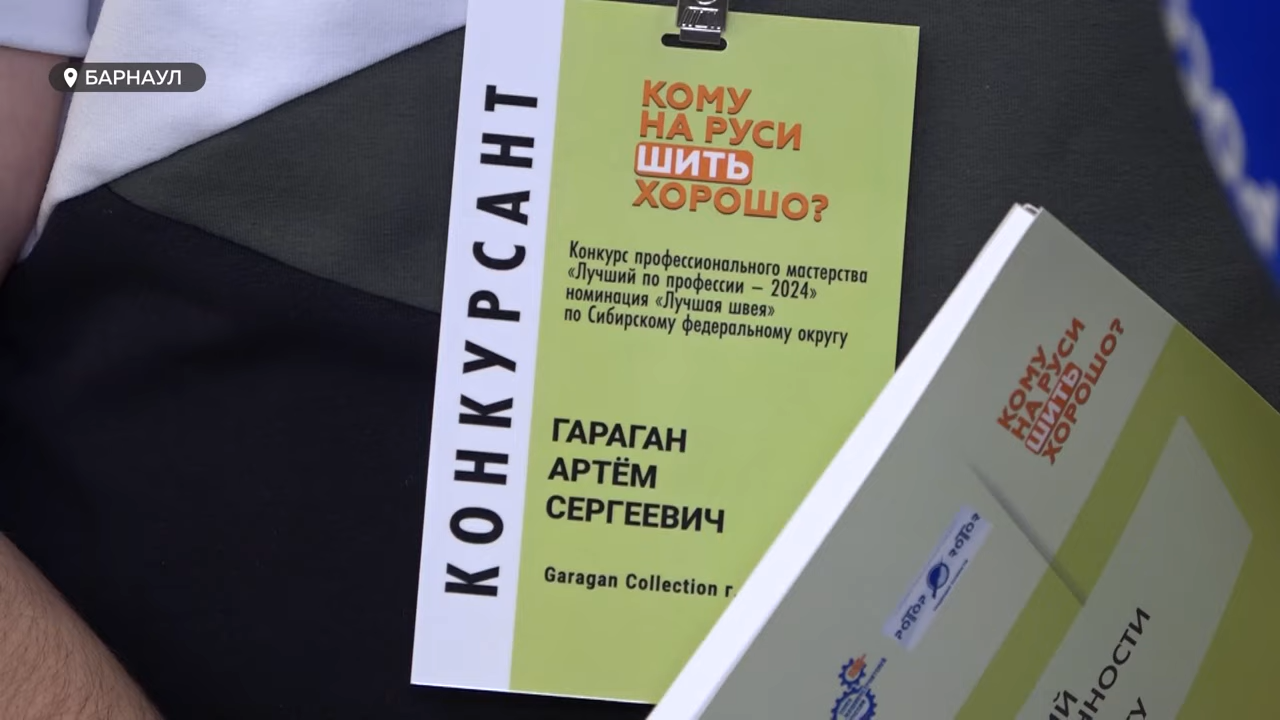 БАРНАУЛ
КОНКУРСАНТ
КОМУ
НА РУСИ
ШИТЬ
ХОРОШО?
Конкурс профессионального мастерства
«Лучший по профессии – 2024»
номинация «Лучшая швея»
по Сибирскому федеральному округу
ГАРАГАН
АРТЁМ
СЕРГЕЕВИЧ
Garagan Collection г.
КОМУ
НА РУСИ
ШИТЬ
ХОРОШО?